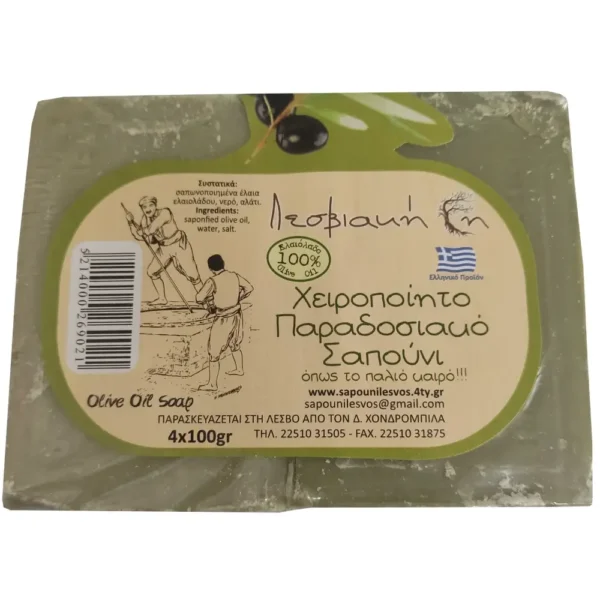 Συστατικά:
σαπωνοποιημένα έλαια
ελαιολάδου, νερό, αλάτι.
Ingredients:
saponfied olive oil,
water, salt.
Λεσβιακή Γη
Ελαιόλαδο
100%
Olive Oil
Ελληνικό Προϊόν
Χειροποίητο
Παραδοσιακό
Σαπούνι
όπως το παλιό καιρό!!!
5214000269021
Olive Oil Soap
www.sapounilesvos.4ty.gr
sapounilesvos@gmail.com
ΠΑΡΑΣΚΕΥΑΖΕΤΑΙ ΣΤΗ ΛΕΣΒΟ ΑΠΟ ΤΟΝ Δ. ΧΟΝΔΡΟΜΠΙΛΑ
4x100gr
ΤΗΛ. 22510 31505 - FAX. 22510 31875